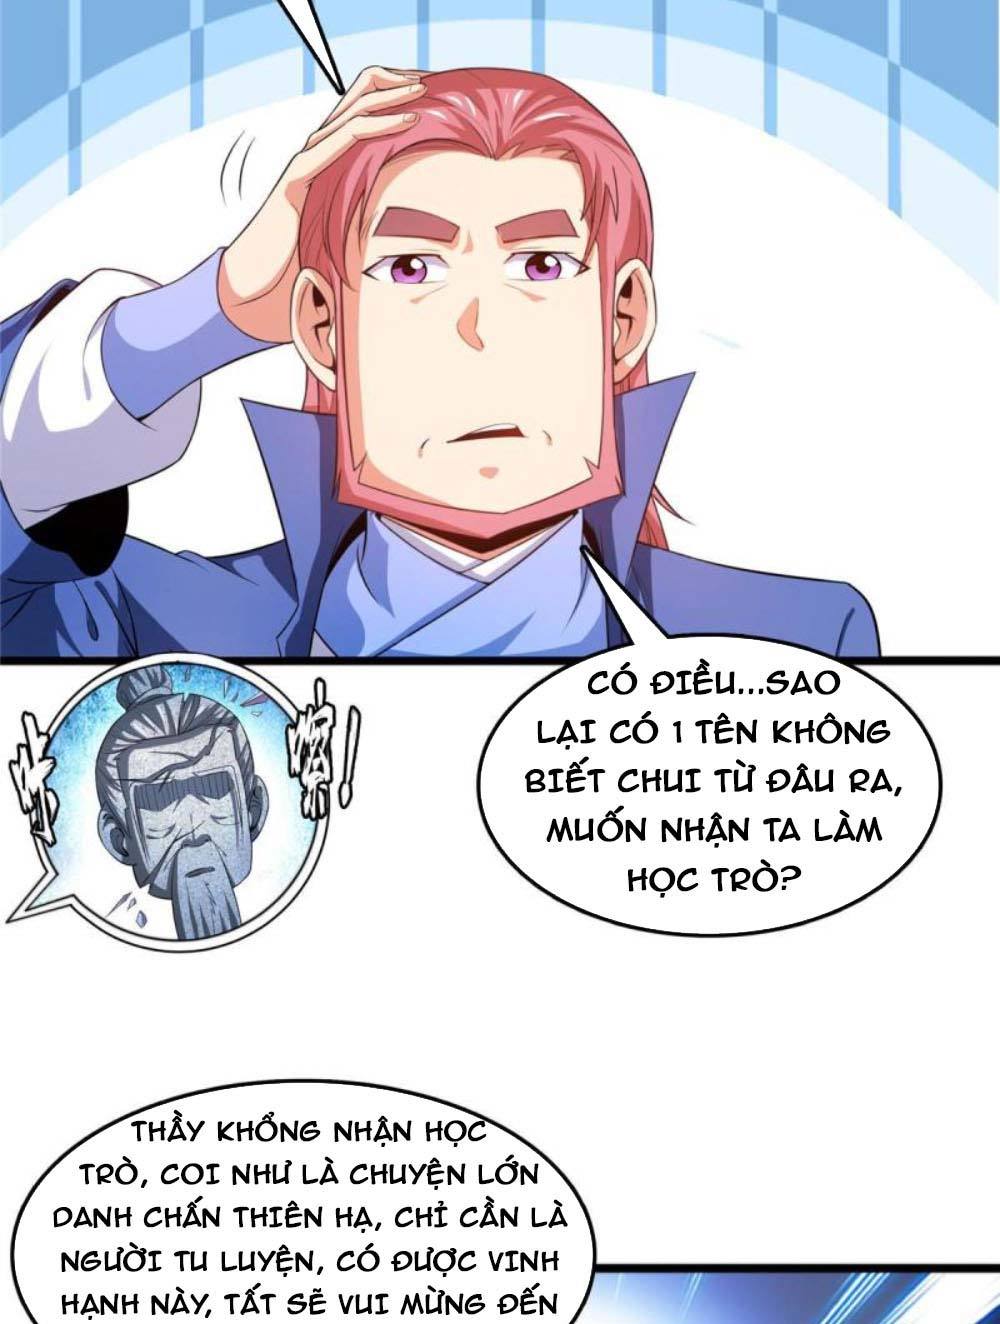 CÓ ĐIỀU...SAO
LẠI CÓ 1 TÊN KHÔNG
BIẾT CHUI TỪ ĐÂU RA,
MUỐN NHẬN TA LÀM
HỌC TRÒ?
THẦY KHỔNG NHẬN HỌC
TRÒ, COI NHƯ LÀ CHUYỆN LỚN
DANH CHẤN THIÊN HẠ, CHỈ CẦN LÀ
NGƯỜI TU LUYỆN, CÓ ĐƯỢC VINH
HẠNH NÀY, TẤT SẼ VUI MỪNG ĐẾN